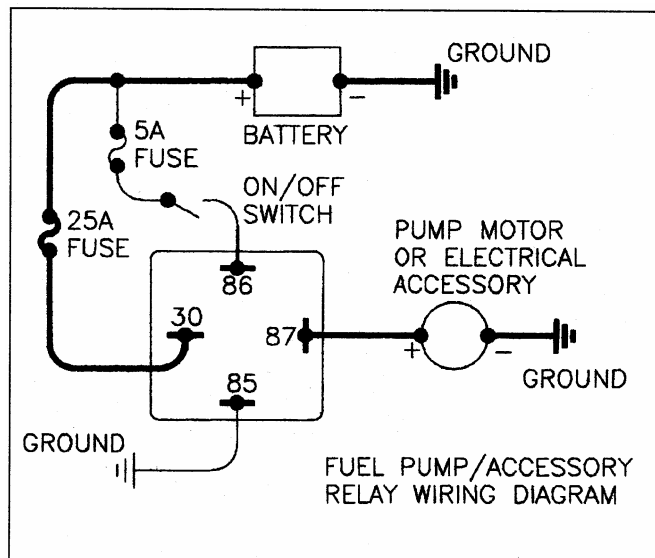 GROUND
+
-
BATTERY
5A
FUSE
ON/OFF
SWITCH
25A
FUSE
PUMP MOTOR
OR ELECTRICAL
ACCESSORY
86
30
87
+
-
85
GROUND
GROUND
FUEL PUMP/ACCESSORY
RELAY WIRING DIAGRAM